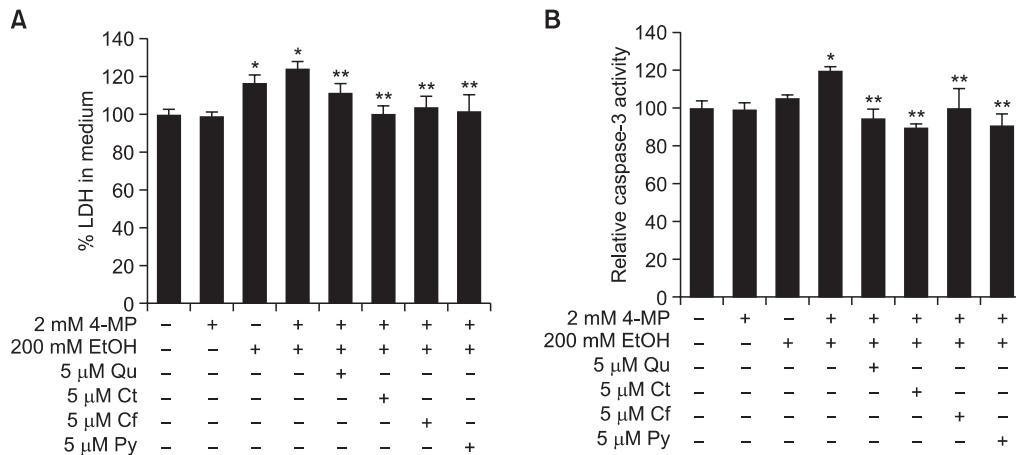 A
140
120
100
80
60
40
20
0
% LDH in medium
* * ** ** ** **
2 mM 4-MP – + – + + + + +
200 mM EtOH – – + + + + + +
5 μM Qu – – – – + – – –
5 μM Ct – – – – – + – –
5 μM Cf – – – – – – + –
5 μM Py – – – – – – – +
B
140
120
100
80
60
40
20
0
Relative caspase-3 activity
* ** ** ** **
2 mM 4-MP – + – + + + + +
200 mM EtOH – – + + + + + +
5 μM Qu – – – – + – – –
5 μM Ct – – – – – + – –
5 μM Cf – – – – – – + –
5 μM Py – – – – – – – +